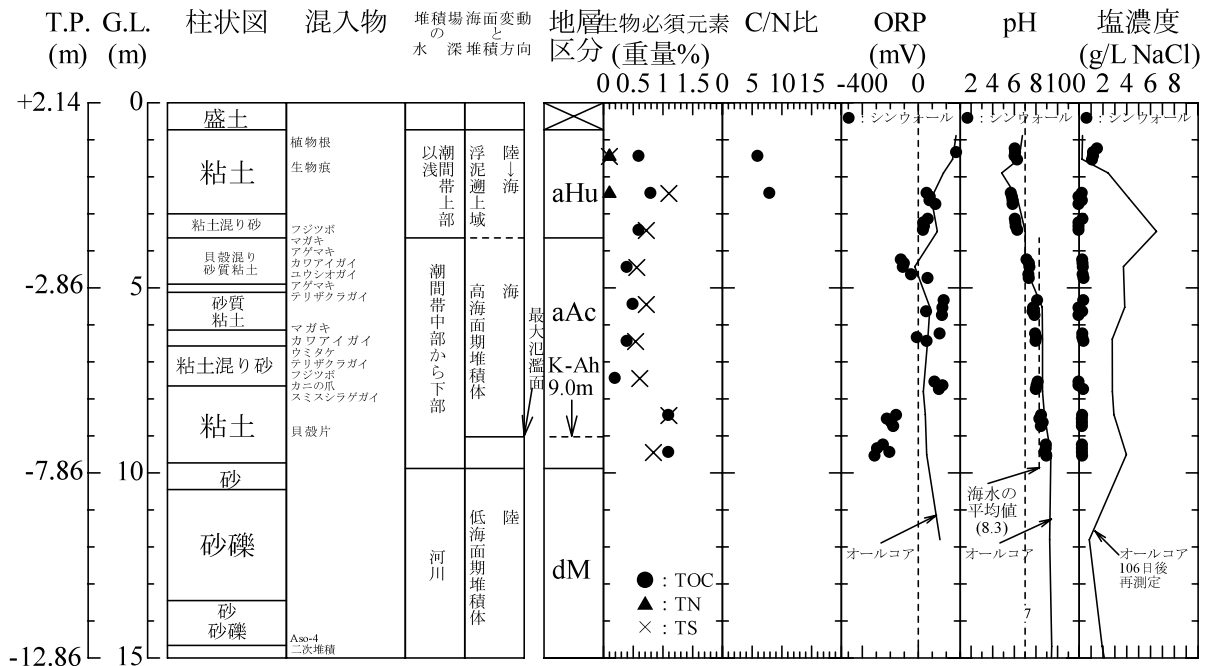 T.P.
(m)
G.L.
(m)
柱状図
混入物
堆積場
の
水 深
海面変動
と
堆積方向
地層
区分
生物必須元素
(重量%)
C/N比
ORP
(mV)
pH
塩濃度
(g/L NaCl)
0 0.5 1 1.5
0 5 10 15
-400 0
2 4 6 8 10
0 2 4 6 8
+2.14
-2.86
-7.86
-12.86
0
5
10
15
盛土
粘土
粘土混り砂
貝殻混り
砂質粘土
砂質
粘土
粘土混り砂
粘土
砂
砂礫
砂
砂礫
植物根
生物痕
フジツボ
マガキ
アゲマキ
カワアイガイ
ユウシオガイ
アゲマキ
テリザクラガイ
マガキ
カワアイガイ
ウミタケ
テリザクラガイ
フジツボ
カニの爪
スミスシラゲガイ
貝殻片
Aso-4
二次堆積
潮間帯上部
以浅
潮間帯中部から下部
河川
浮泥遡上域
陸→海
高海面期堆積体
海
低海面期堆積体
陸
最大氾濫面
aHu
aAc
K-Ah
9.0m
dM
● : TOC
▲ : TN
× : TS
● : シンウォール
● : シンウォール
● : シンウォール
オールコア
海水の
平均値
(8.3)
オールコア
7
オールコア
106日後
再測定